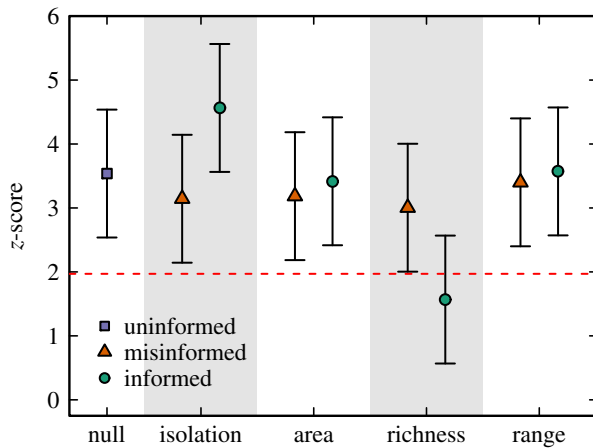 6
5
4
3
2
1
0
z-score
uninformed
misinformed
informed
null isolation area richness range